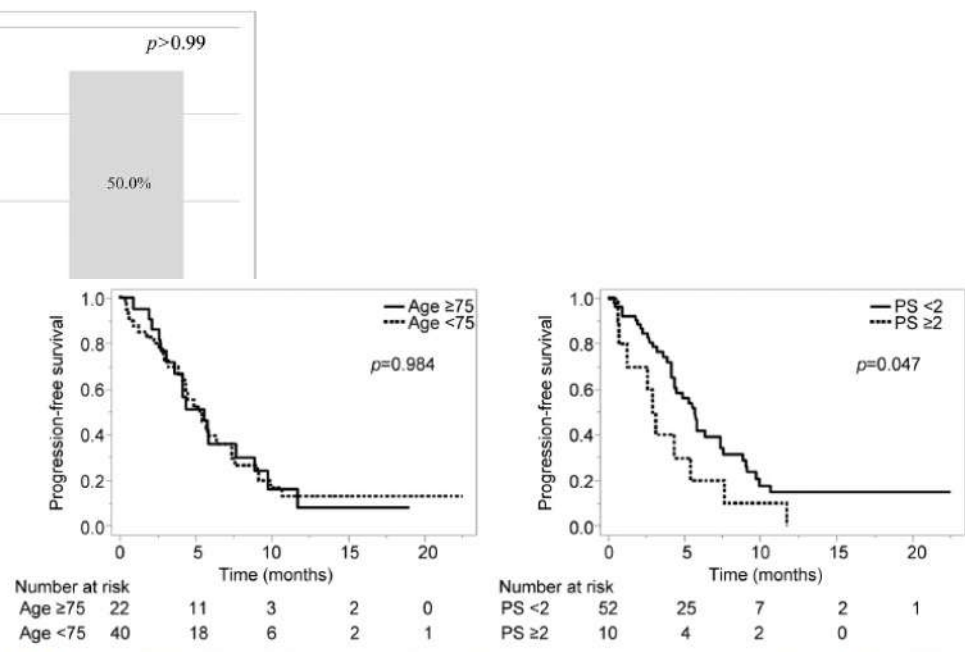 p>0.99
50.0%
1.0
0.8
0.6
0.4
0.2
0.0
Progression-free survival
Age ≥75
Age <75
p=0.984
0 5 10 15 20
Time (months)
Number at risk
Age ≥75 22 11 3 2 0
Age <75 40 18 6 2 1
1.0
0.8
0.6
0.4
0.2
0.0
Progression-free survival
PS <2
PS ≥2
p=0.047
0 5 10 15 20
Time (months)
Number at risk
PS <2 52 25 7 2 1
PS ≥2 10 4 2 0